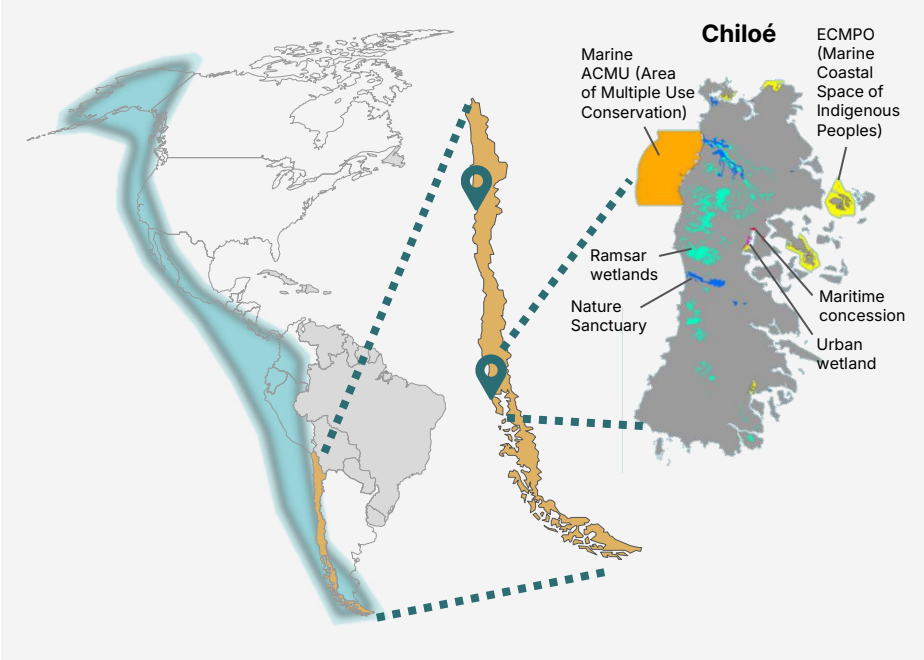 Chiloé
Marine
ACMU (Area
of Multiple Use
Conservation)
ECMPO
(Marine
Coastal
Space of
Indigenous
Peoples)
Ramsar
wetlands
Nature
Sanctuary
Maritime
concession
Urban
wetland